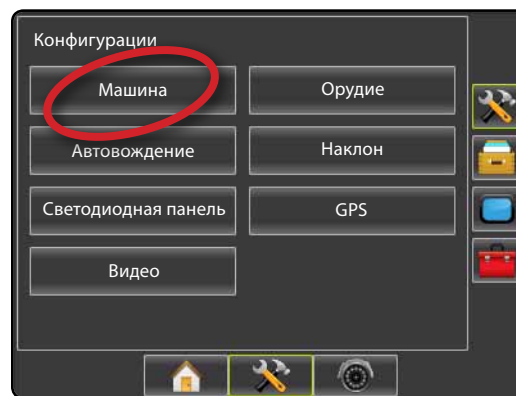 Конфигурации
Машина
Орудие
Автовождение
Наклон
Светодиодная панель
GPS
Видео